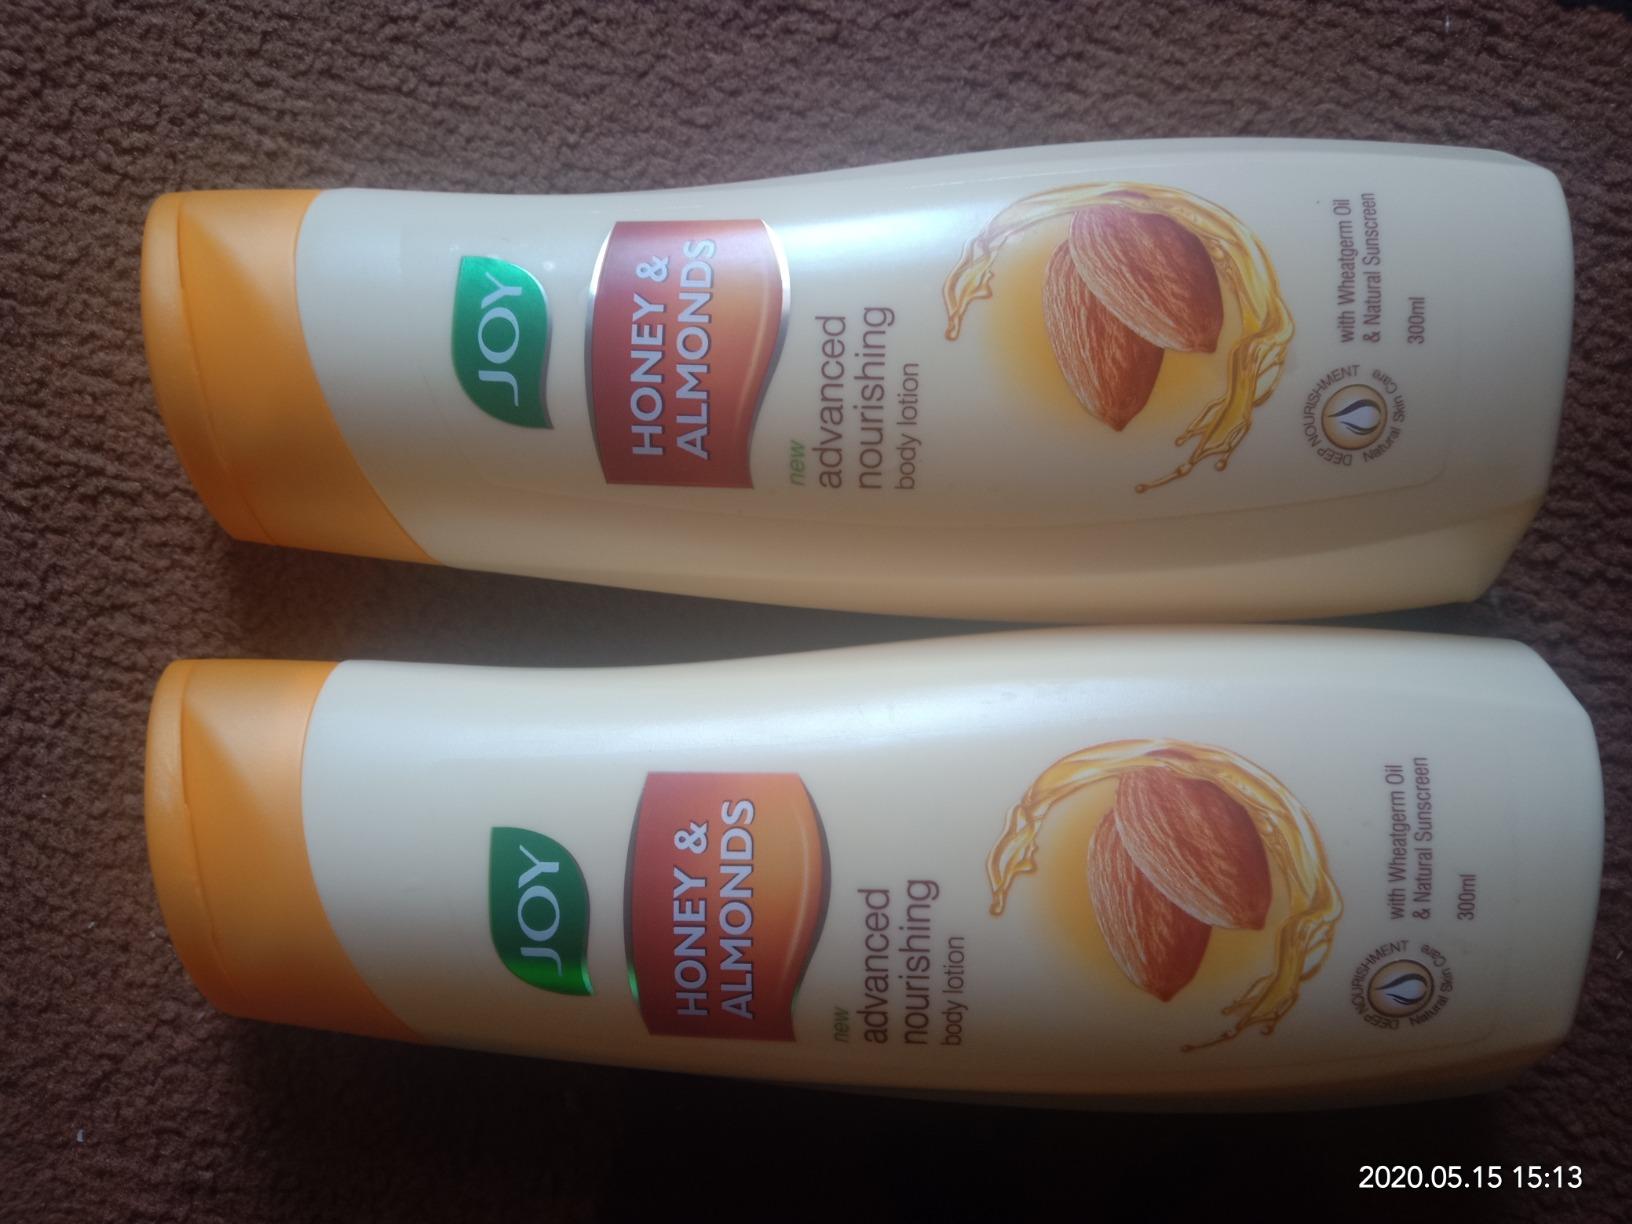 JOY
HONEY &
ALMONDS
new
advanced
nourishing
body lotion
with Wheatgerm Oil
& Natural Sunscreen
300ml
DEEP NOURISHMENT
Natural Skin Care
JOY
HONEY &
ALMONDS
new
advanced
nourishing
body lotion
with Wheatgerm Oil
& Natural Sunscreen
300ml
DEEP NOURISHMENT
Natural Skin Care
2020.05.15 15:13